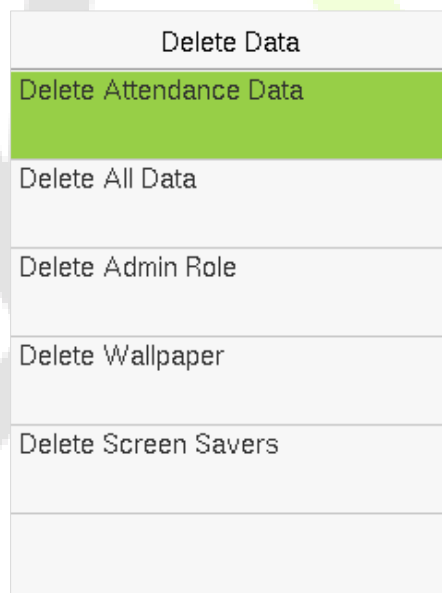 Delete Data
Delete Attendance Data
Delete All Data
Delete Admin Role
Delete Wallpaper
Delete Screen Savers